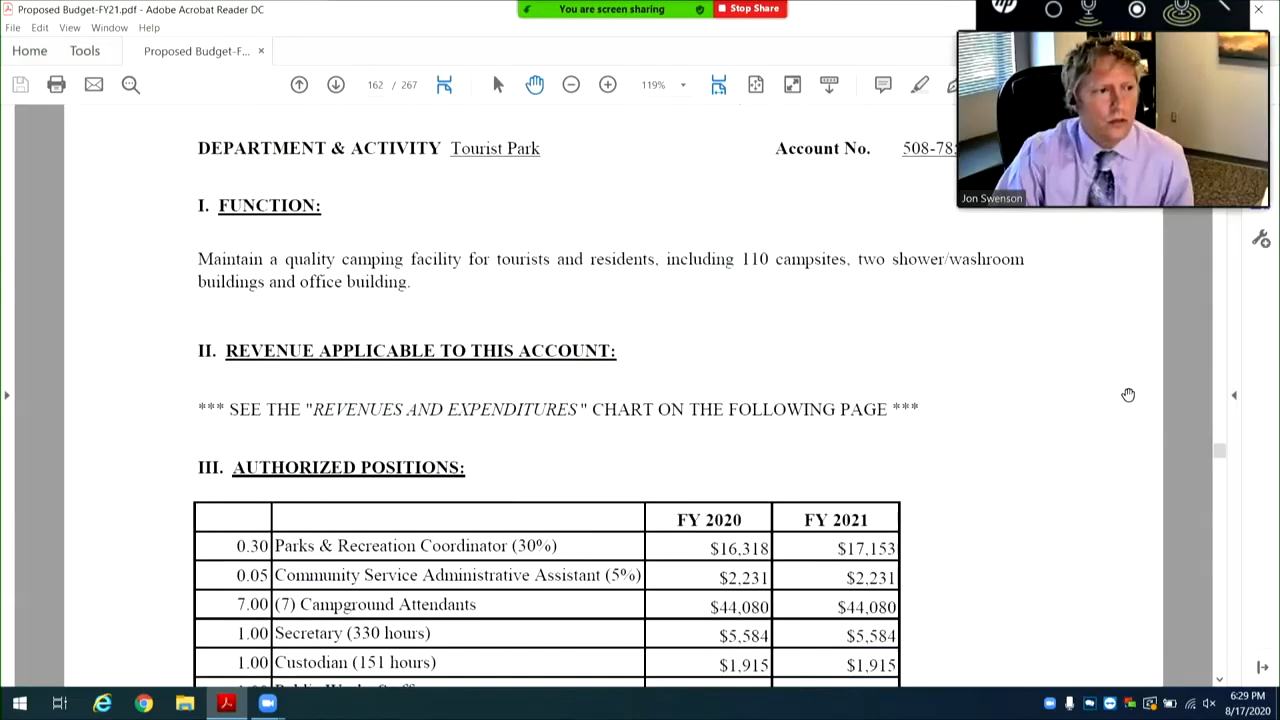 Proposed Budget-FY21.pdf - Adobe Acrobat Reader DC
You are screen sharing
Stop Share
File Edit View Window Help
Home Tools Proposed Budget-F... ×
162 / 267
119%
Jon Swenson
DEPARTMENT & ACTIVITY Tourist Park Account No. 508-78
I. FUNCTION:
Maintain a quality camping facility for tourists and residents, including 110 campsites, two shower/washroom
buildings and office building.
II. REVENUE APPLICABLE TO THIS ACCOUNT:
*** SEE THE "REVENUES AND EXPENDITURES" CHART ON THE FOLLOWING PAGE ***
III. AUTHORIZED POSITIONS:
FY 2020 FY 2021
0.30 Parks & Recreation Coordinator (30%) $16,318 $17,153
0.05 Community Service Administrative Assistant (5%) $2,231 $2,231
7.00 (7) Campground Attendants $44,080 $44,080
1.00 Secretary (330 hours) $5,584 $5,584
1.00 Custodian (151 hours) $1,915 $1,915
6:29 PM
8/17/2020